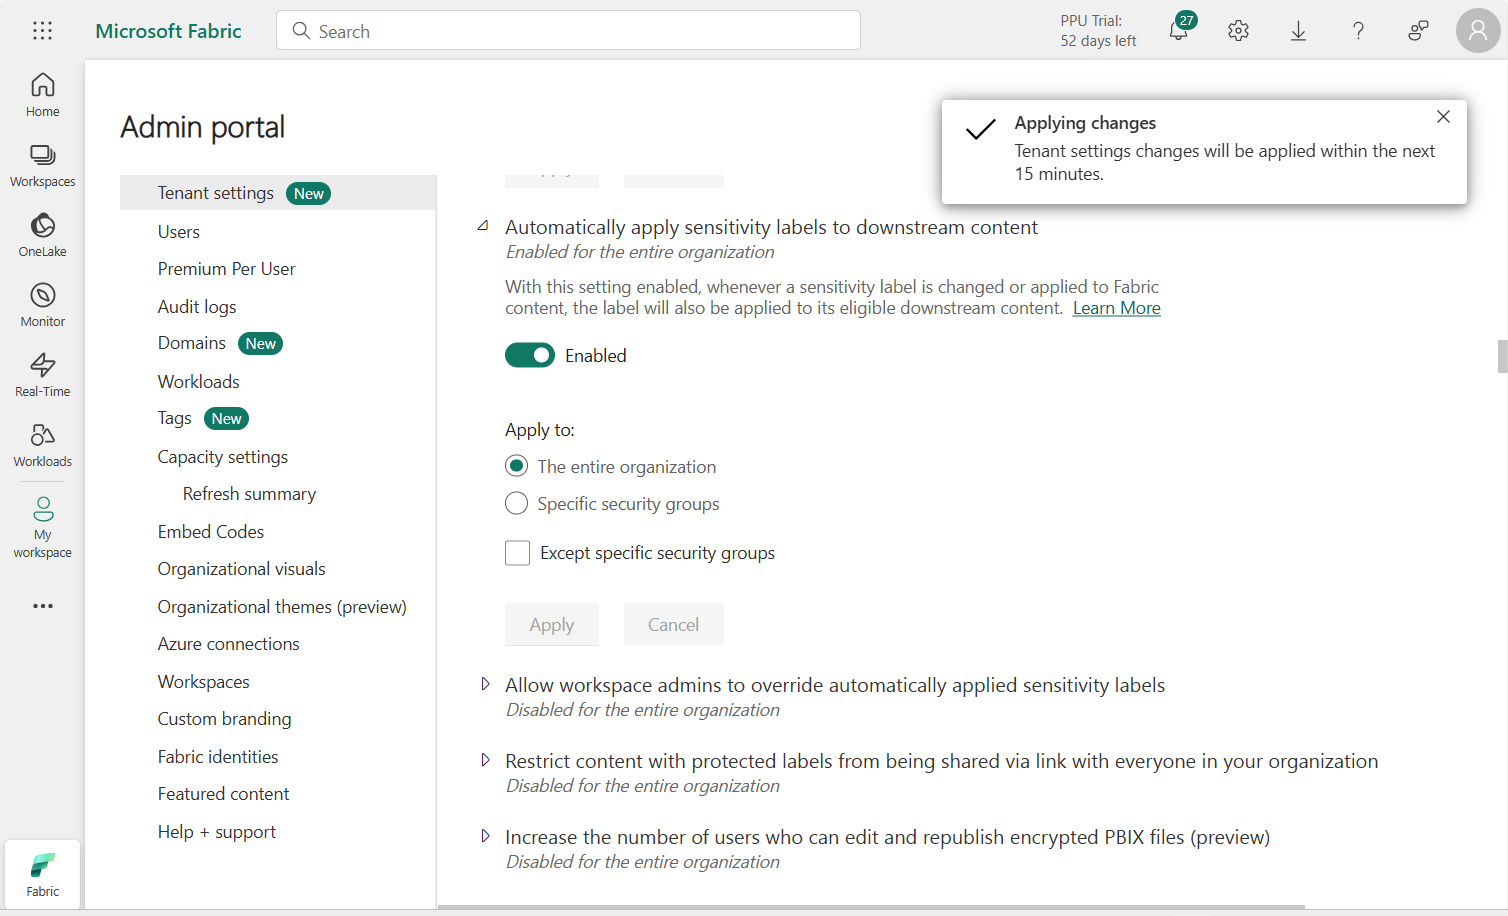 Microsoft Fabric
Search
PPU Trial:
52 days left
27
Home
Workspaces
OneLake
Monitor
Real-Time
Workloads
My
workspace
Fabric
Admin portal
Tenant settings New
Users
Premium Per User
Audit logs
Domains New
Workloads
Tags New
Capacity settings
Refresh summary
Embed Codes
Organizational visuals
Organizational themes (preview)
Azure connections
Workspaces
Custom branding
Fabric identities
Featured content
Help + support
Applying changes
Tenant settings changes will be applied within the next
15 minutes.
Automatically apply sensitivity labels to downstream content
Enabled for the entire organization
With this setting enabled, whenever a sensitivity label is changed or applied to Fabric
content, the label will also be applied to its eligible downstream content. Learn More
Enabled
Apply to:
The entire organization
Specific security groups
Except specific security groups
Apply Cancel
Allow workspace admins to override automatically applied sensitivity labels
Disabled for the entire organization
Restrict content with protected labels from being shared via link with everyone in your organization
Disabled for the entire organization
Increase the number of users who can edit and republish encrypted PBIX files (preview)
Disabled for the entire organization